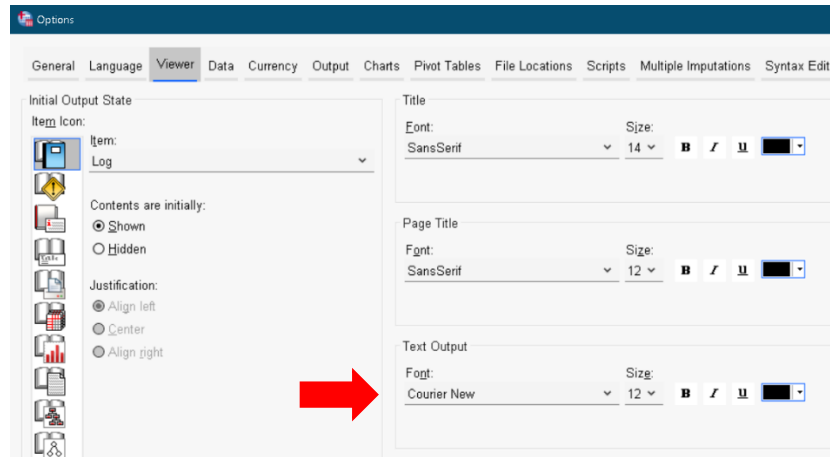 Options
General Language Viewer Data Currency Output Charts Pivot Tables File Locations Scripts Multiple Imputations Syntax Edit
Initial Output State
Item Icon:
Item:
Log
Contents are initially:
Shown
Hidden
Justification:
Align left
Center
Align right
Title
Font: Size:
SansSerif 14 B I u
Page Title
Font: Size:
SansSerif 12 B I u
Text Output
Font: Size:
Courier New 12 B I u